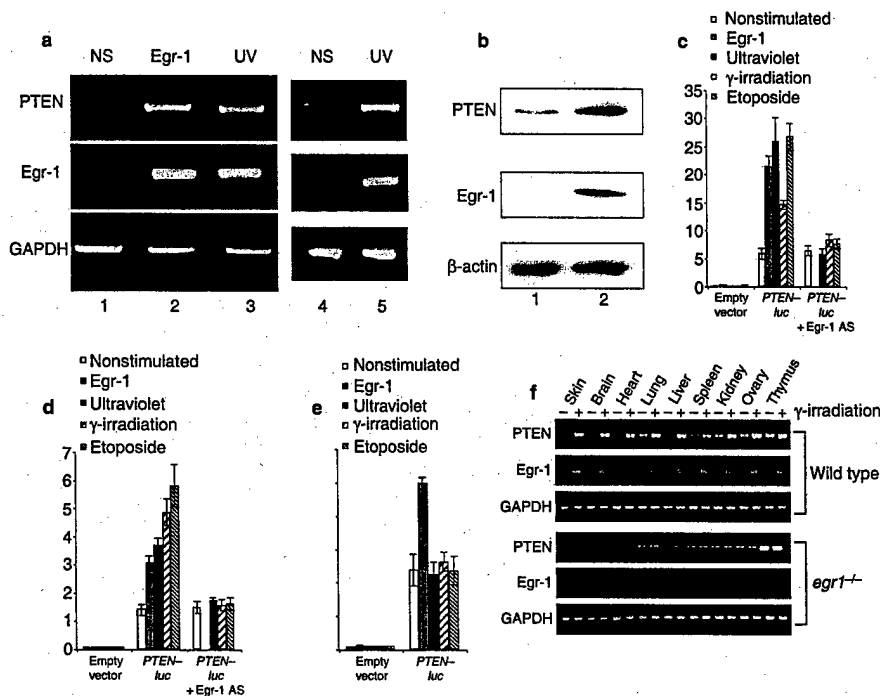 a
NS Egr-1 UV NS UV
PTEN
Egr-1
GAPDH
1 2 3 4 5
b
PTEN
Egr-1
β-actin
1 2
c
Nonstimulated
Egr-1
Ultraviolet
γ-irradiation
Etoposide
35
30
25
20
15
10
5
0
Empty vector
PTEN–luc
PTEN–luc + Egr-1 AS
d
Nonstimulated
Egr-1
Ultraviolet
γ-irradiation
Etoposide
7
6
5
4
3
2
1
0
Empty vector
PTEN–luc
PTEN–luc + Egr-1 AS
e
Nonstimulated
Egr-1
Ultraviolet
γ-irradiation
Etoposide
Empty vector
PTEN–luc
f
Skin Brain Heart Lung Liver Spleen Kidney Ovary Thymus
– + – + – + – + – + – + – + – + – + γ-irradiation
PTEN
Egr-1
GAPDH
Wild type
PTEN
Egr-1
GAPDH
egr1–/–